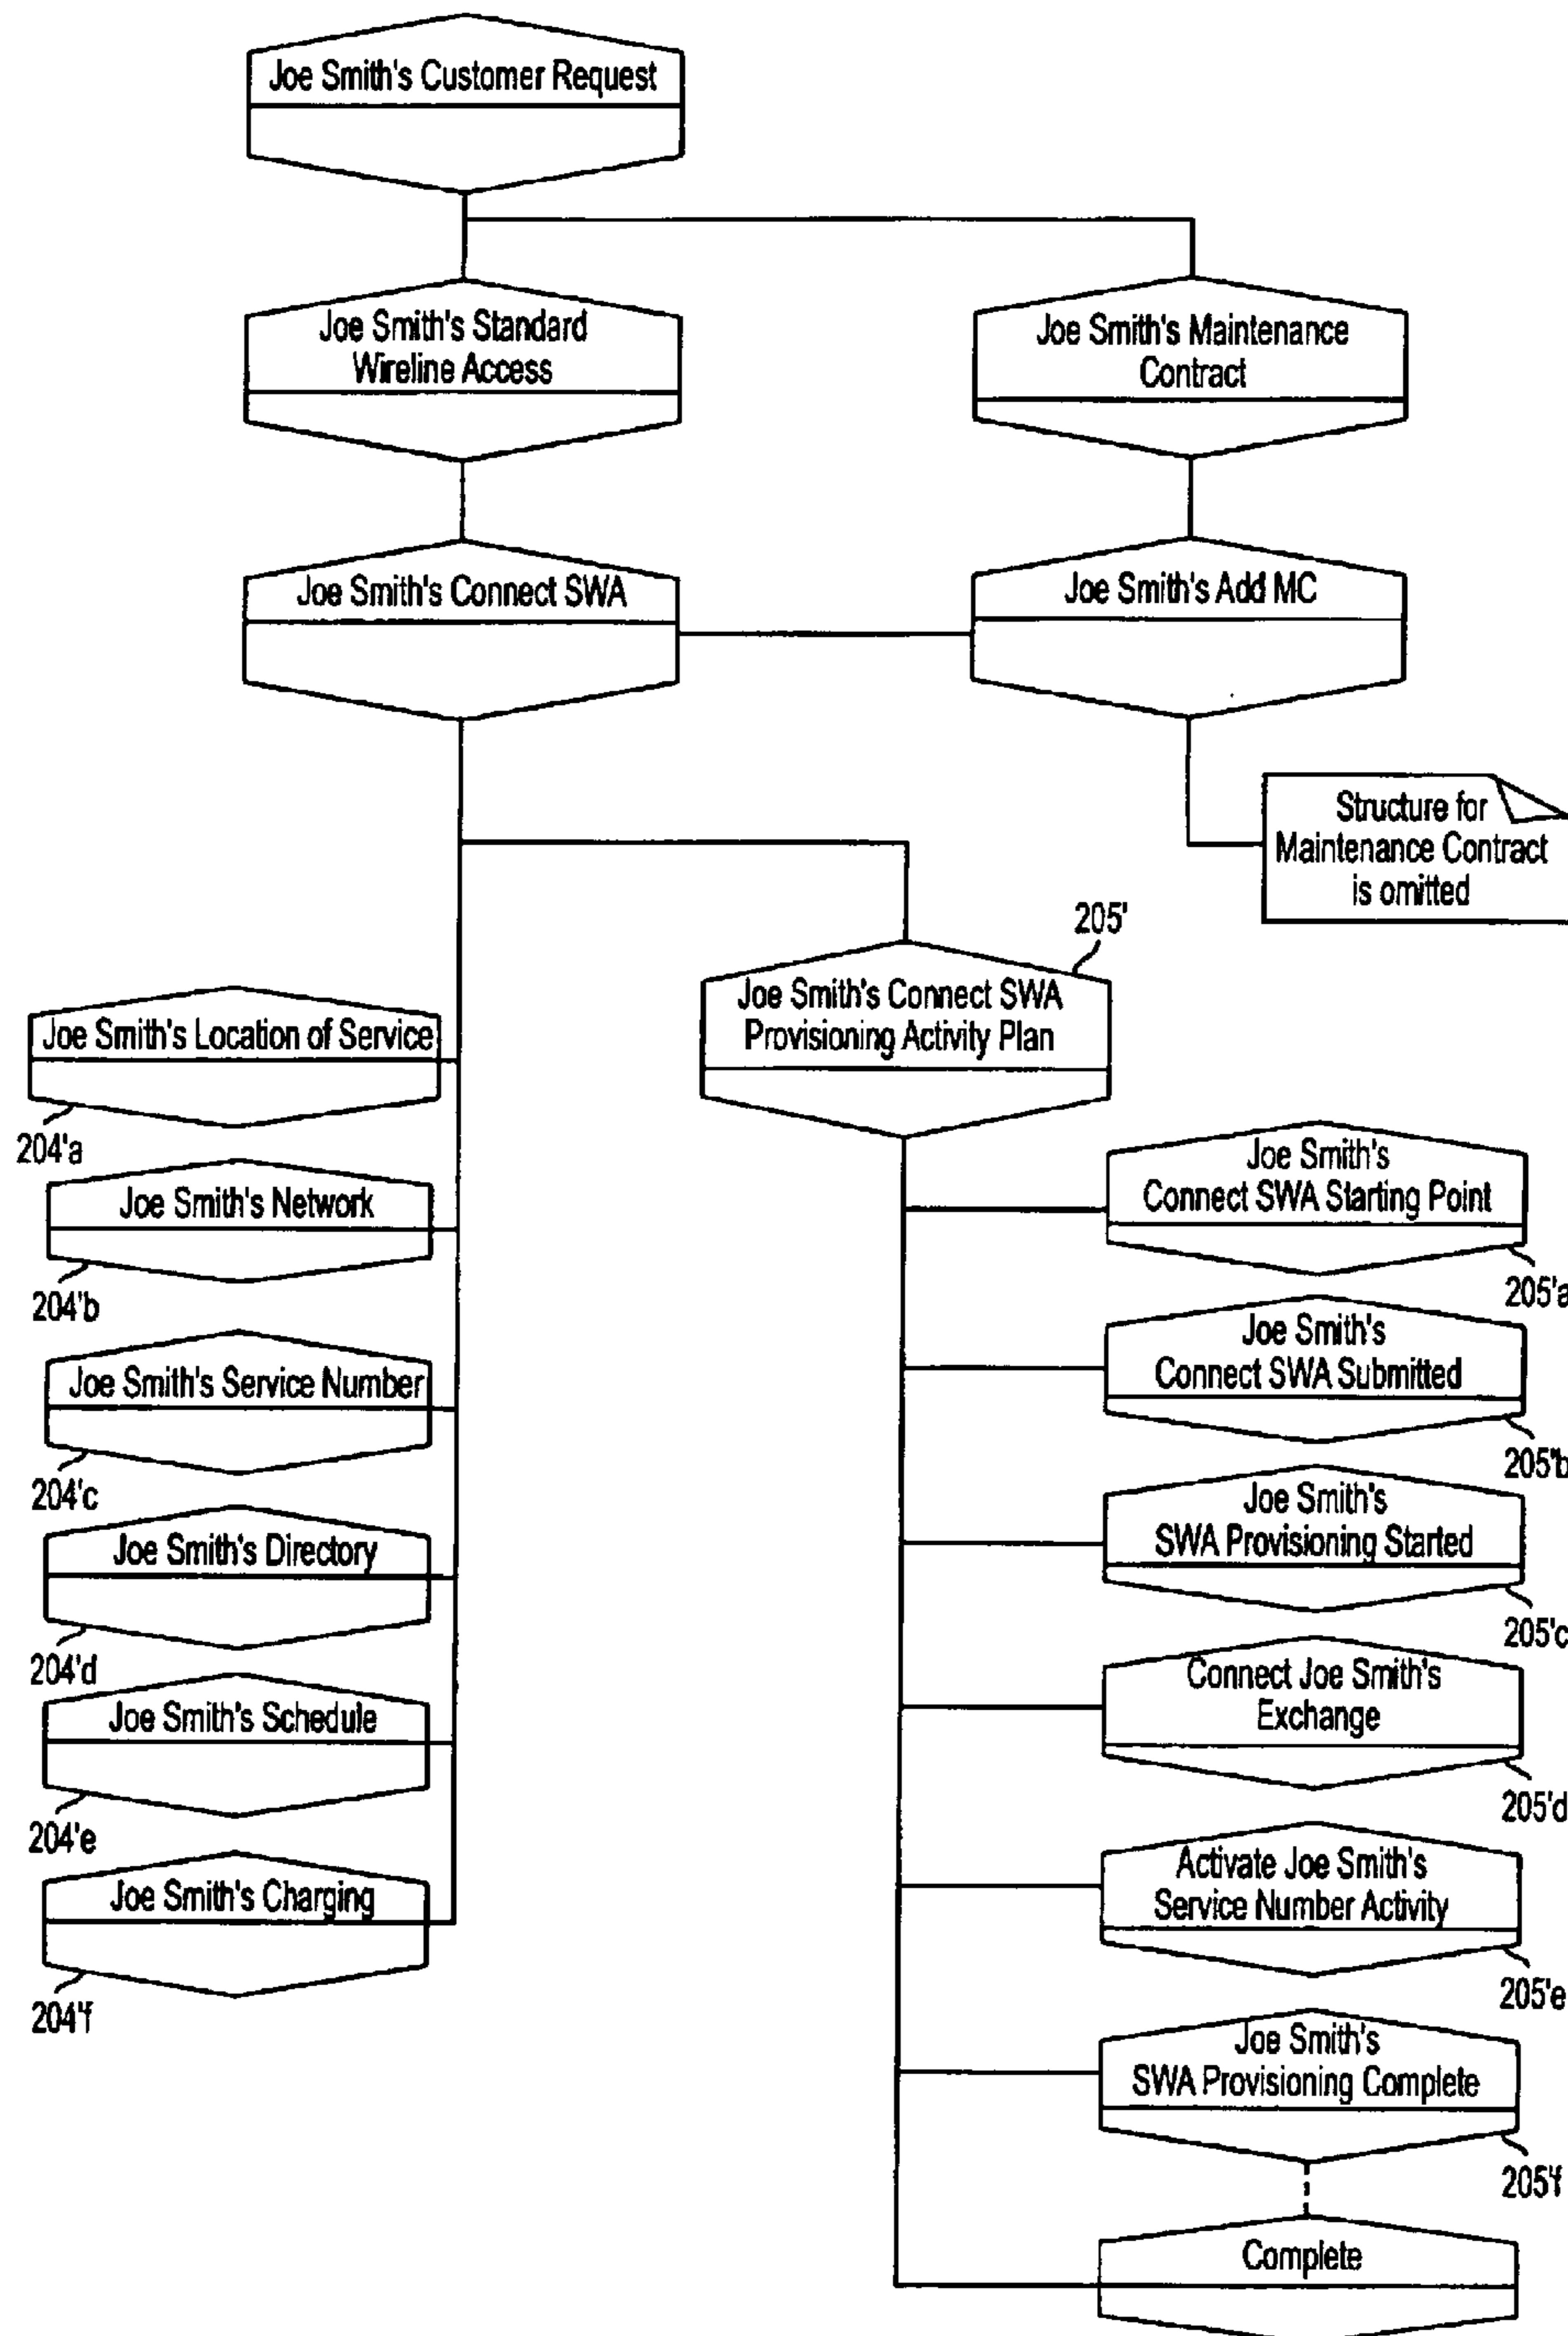 Joe Smith's Customer Request
Joe Smith's Standard
Wireline Access
Joe Smith's Maintenance
Contract
Joe Smith's Connect SWA
Joe Smith's Add MC
Structure for
Maintenance Contract
is omitted
205'
Joe Smith's Connect SWA
Provisioning Activity Plan
Joe Smith's Location of Service
204'a
Joe Smith's Network
204'b
Joe Smith's Service Number
204'c
Joe Smith's Directory
204'd
Joe Smith's Schedule
204'e
Joe Smith's Charging
204'f
Joe Smith's
Connect SWA Starting Point
205'a
Joe Smith's
Connect SWA Submitted
205'b
Joe Smith's
SWA Provisioning Started
205'c
Connect Joe Smith's
Exchange
205'd
Activate Joe Smith's
Service Number Activity
205'e
Joe Smith's
SWA Provisioning Complete
205'f
Complete